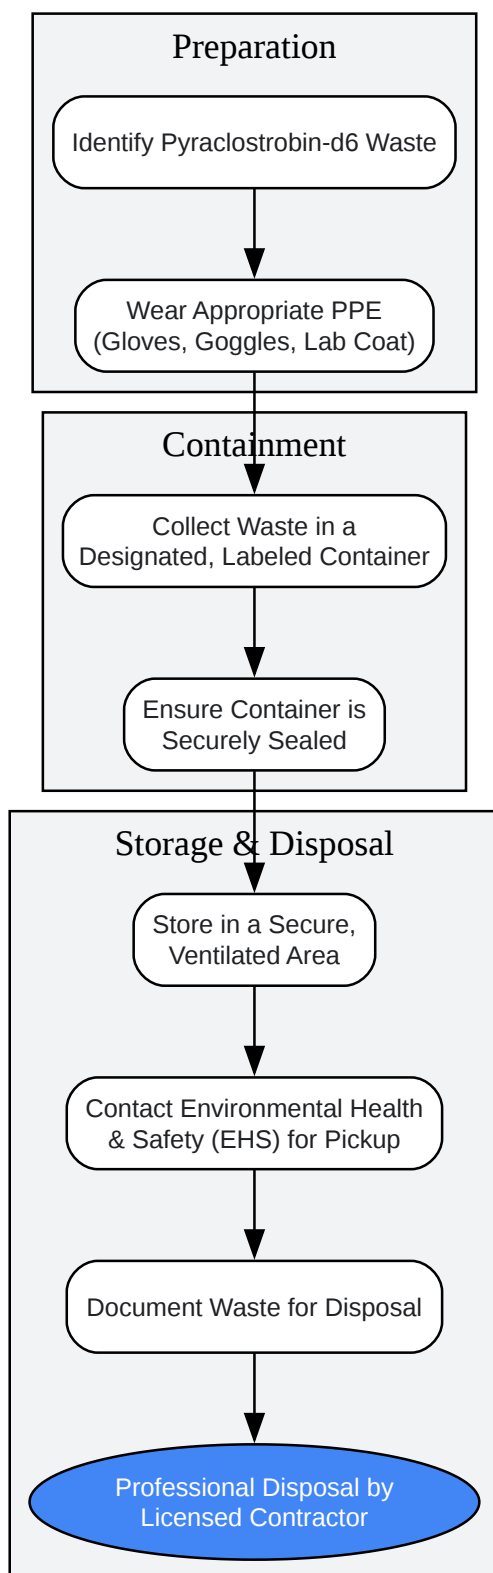 Preparation
Identify Pyraclostrobin-d6 Waste
Wear Appropriate PPE
(Gloves, Goggles, Lab Coat)
Containment
Collect Waste in a
Designated, Labeled Container
Ensure Container is
Securely Sealed
Storage & Disposal
Store in a Secure,
Ventilated Area
Contact Environmental Health
& Safety (EHS) for Pickup
Document Waste for Disposal
Professional Disposal by
Licensed Contractor